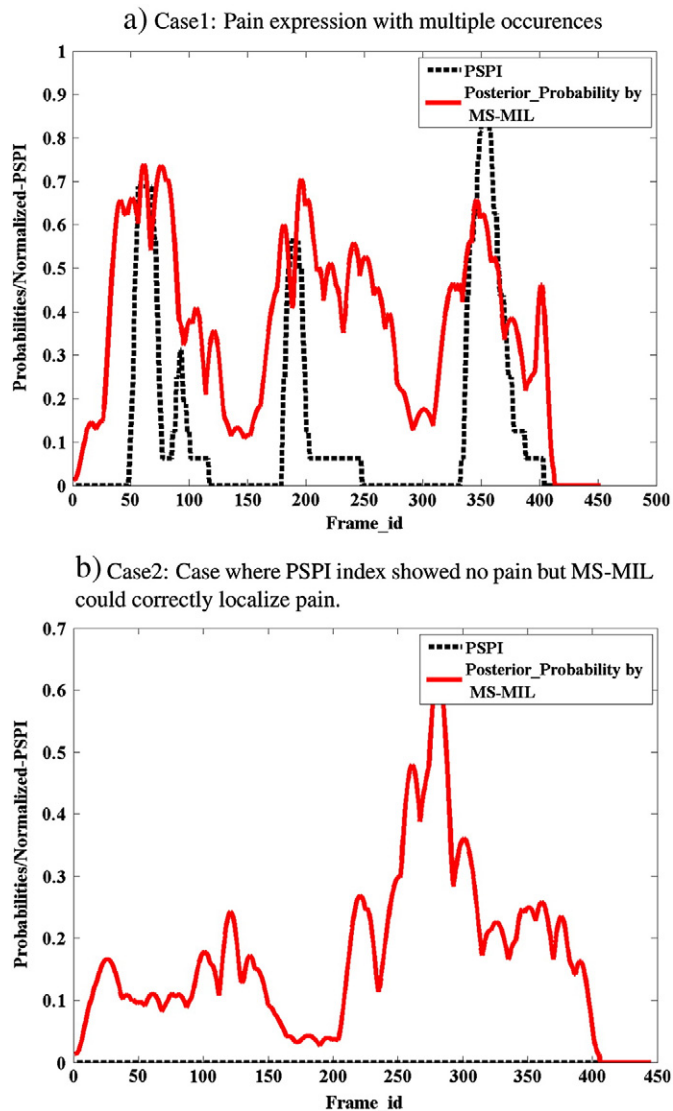 a) Case1: Pain expression with multiple occurences
1
0.9
0.8
0.7
0.6
0.5
0.4
0.3
0.2
0.1
0
Probabilities/Normalized-PSPI
PSPI
Posterior_Probability by
MS-MIL
0 50 100 150 200 250 300 350 400 450 500
Frame_id
b) Case2: Case where PSPI index showed no pain but MS-MIL
could correctly localize pain.
0.7
0.6
0.5
0.4
0.3
0.2
0.1
0
Probabilities/Normalized-PSPI
PSPI
Posterior_Probability by
MS-MIL
0 50 100 150 200 250 300 350 400 450
Frame_id